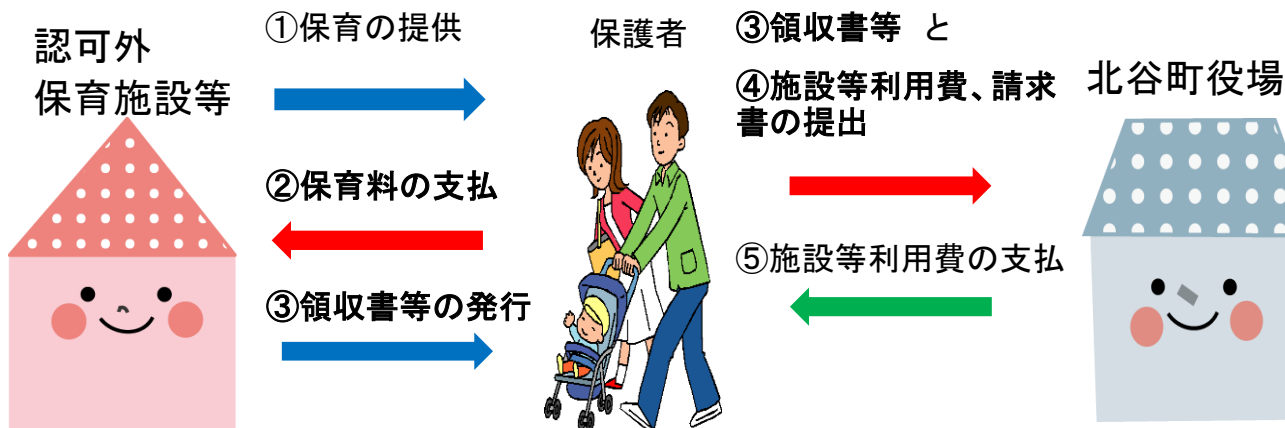 認可外
保育施設等
①保育の提供
②保育料の支払
③領収書等の発行
保護者
③領収書等 と
④施設等利用費、請求
書の提出
⑤施設等利用費の支払
北谷町役場